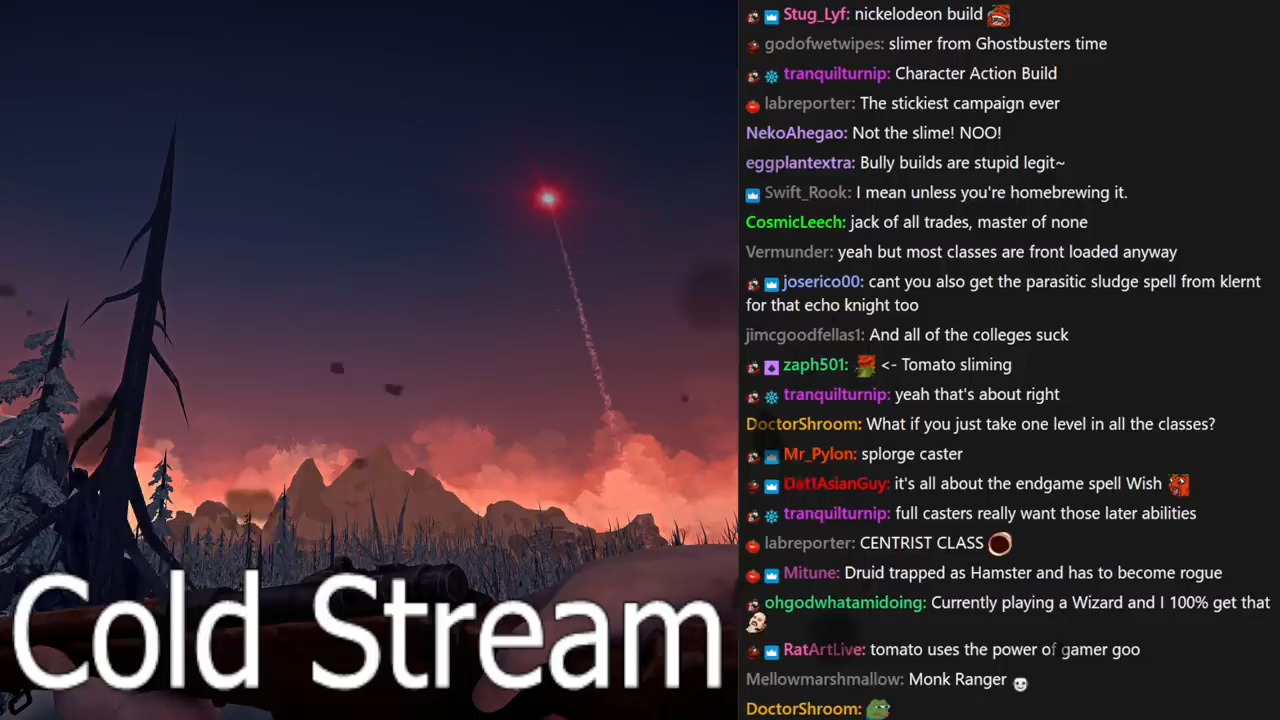 Stug_Lyf: nickelodeon build
godofwetwipes: slimer from Ghostbusters time
tranquilturnip: Character Action Build
labreporter: The stickiest campaign ever
NekoAhegao: Not the slime! NOO!
eggplantextra: Bully builds are stupid legit~
Swift_Rook: I mean unless you're homebrewing it.
CosmicLeech: jack of all trades, master of none
Vermunder: yeah but most classes are front loaded anyway
joserico00: cant you also get the parasitic sludge spell from klernt
for that echo knight too
jimcgoodfellas1: And all of the colleges suck
zaph501: <- Tomato sliming
tranquilturnip: yeah that's about right
DoctorShroom: What if you just take one level in all the classes?
Mr_Pylon: splorge caster
Dat1AsianGuy: it's all about the endgame spell Wish
tranquilturnip: full casters really want those later abilities
labreporter: CENTRIST CLASS
Mitune: Druid trapped as Hamster and has to become rogue
ohgodwhatamidoing: Currently playing a Wizard and I 100% get that
RatArtLive: tomato uses the power of gamer goo
Mellowmarshmallow: Monk Ranger
DoctorShroom:
Cold Stream